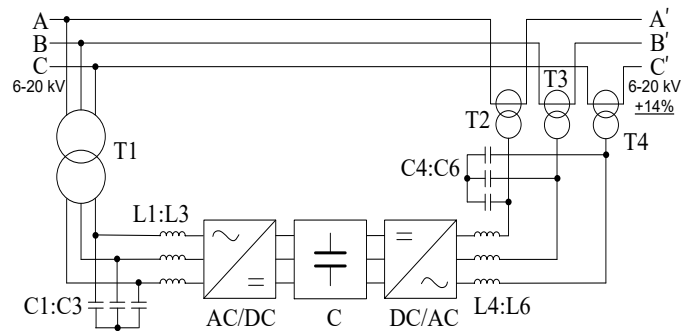 A
B
C
6-20 kV
A'
B'
C'
6-20 kV
+14%
T3
T2
T4
T1
C4:C6
L1:L3
C1:C3
AC/DC
C
DC/AC
L4:L6